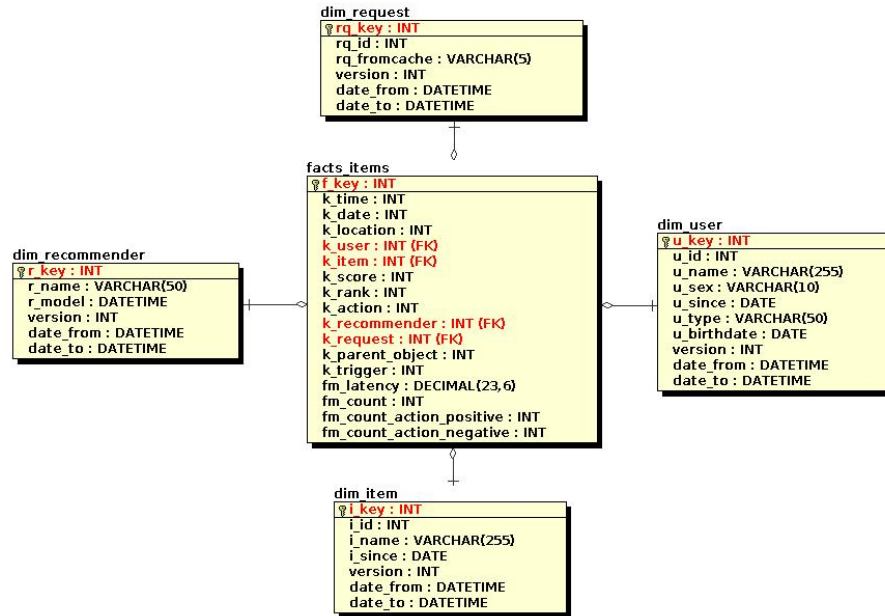 dim_request
rq_key : INT
rq_id : INT
rq_fromcache : VARCHAR(5)
version : INT
date_from : DATETIME
date_to : DATETIME
facts_items
f_key : INT
k_time : INT
k_date : INT
k_location : INT
k_user : INT (FK)
k_item : INT (FK)
k_score : INT
k_rank : INT
k_action : INT
k_recommender : INT (FK)
k_request : INT (FK)
k_parent_object : INT
k_trigger : INT
fm_latency : DECIMAL(23,6)
fm_count : INT
fm_count_action_positive : INT
fm_count_action_negative : INT
dim_recommender
r_key : INT
r_name : VARCHAR(50)
r_model : DATETIME
version : INT
date_from : DATETIME
date_to : DATETIME
dim_user
u_key : INT
u_id : INT
u_name : VARCHAR(255)
u_sex : VARCHAR(10)
u_since : DATE
u_type : VARCHAR(50)
u_birthdate : DATE
version : INT
date_from : DATETIME
date_to : DATETIME
dim_item
i_key : INT
i_id : INT
i_name : VARCHAR(255)
i_since : DATE
version : INT
date_from : DATETIME
date_to : DATETIME